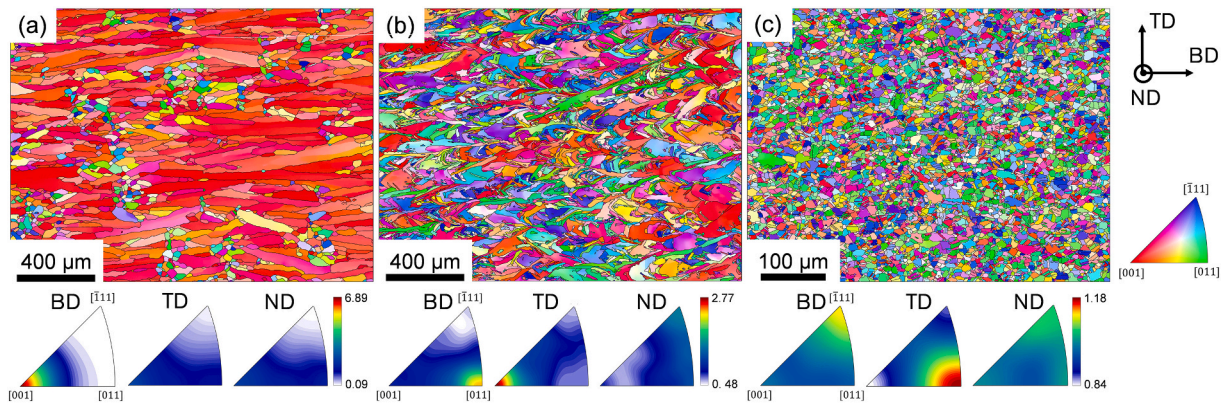 (a)
(b)
(c)
TD
BD
ND
[1̅11]
[001]
[011]
400 μm
400 μm
100 μm
BD
TD
ND
6.89
0.09
[1̅11]
[001]
[011]
BD
[1̅11]
TD
ND
2.77
0.48
[001]
[011]
BD
[1̅11]
TD
ND
1.18
0.84
[001]
[011]